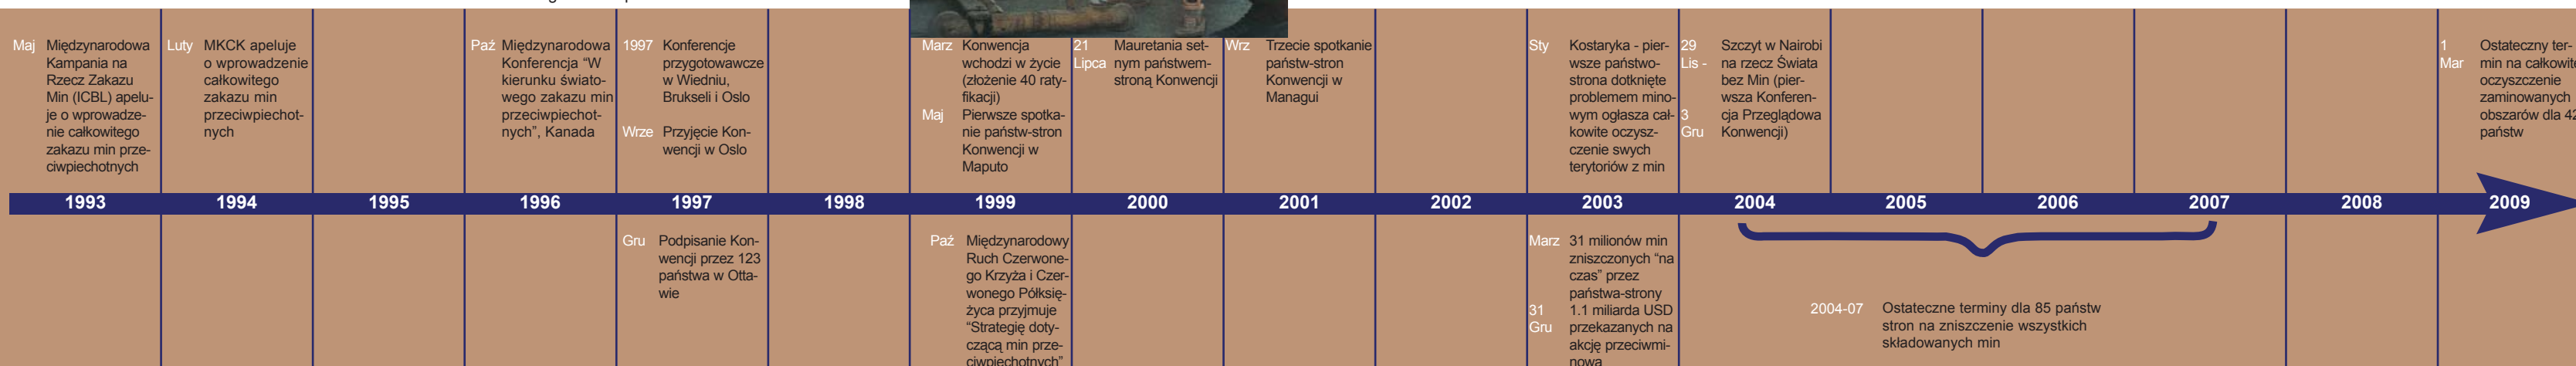 Maj Międzynarodowa
Kampania na
Rzecz Zakazu
Min (ICBL) apelu-
je o wprowadze-
nie całkowitego
zakazu min prze-
ciwpiechotnych
Luty MKCK apeluje
o wprowadzenie
całkowitego
zakazu min
przeciwpiechot-
nych
Paź Międzynarodowa
Konferencja “W
kierunku świato-
wego zakazu min
przeciwpiechot-
nych”, Kanada
1997 Konferencje
przygotowawcze
w Wiedniu,
Brukseli i Oslo
Wrze Przyjęcie Kon-
wencji w Oslo
Marz Konwencja
wchodzi w życie
(złożenie 40 raty-
fikacji)
Maj Pierwsze spotka-
nie państw-stron
Konwencji w
Maputo
21 Mauretania set-
Lipca nym państwem-
stroną Konwencji
Wrz Trzecie spotkanie
państw-stron
Konwencji w
Managui
Sty Kostaryka - pier-
wsze państwo-
strona dotknięte
problemem mino-
wym ogłasza cał-
kowite oczysz-
czenie swych
terytoriów z min
29 Szczyt w Nairobi
Lis - na rzecz Świata
bez Min (pier-
wsza Konferen-
3 cja Przeglądowa
Gru Konwencji)
1 Ostateczny ter-
Mar min na całkowite
oczyszczenie
zaminowanych
obszarów dla 42
państw
1993 1994 1995 1996 1997 1998 1999 2000 2001 2002 2003 2004 2005 2006 2007 2008 2009
Gru Podpisanie Kon-
wencji przez 123
państwa w Otta-
wie
Paź Międzynarodowy
Ruch Czerwone-
go Krzyża i Czer-
wonego Półksię-
życa przyjmuje
“Strategię doty-
czącą min prze-
ciwpiechotnych”
Marz 31 milionów min
zniszczonych “na
czas” przez
państwa-strony
31 1.1 miliarda USD
Gru przekazanych na
akcję przeciwmi-
nową
2004-07 Ostateczne terminy dla 85 państw
stron na zniszczenie wszystkich
składowanych min